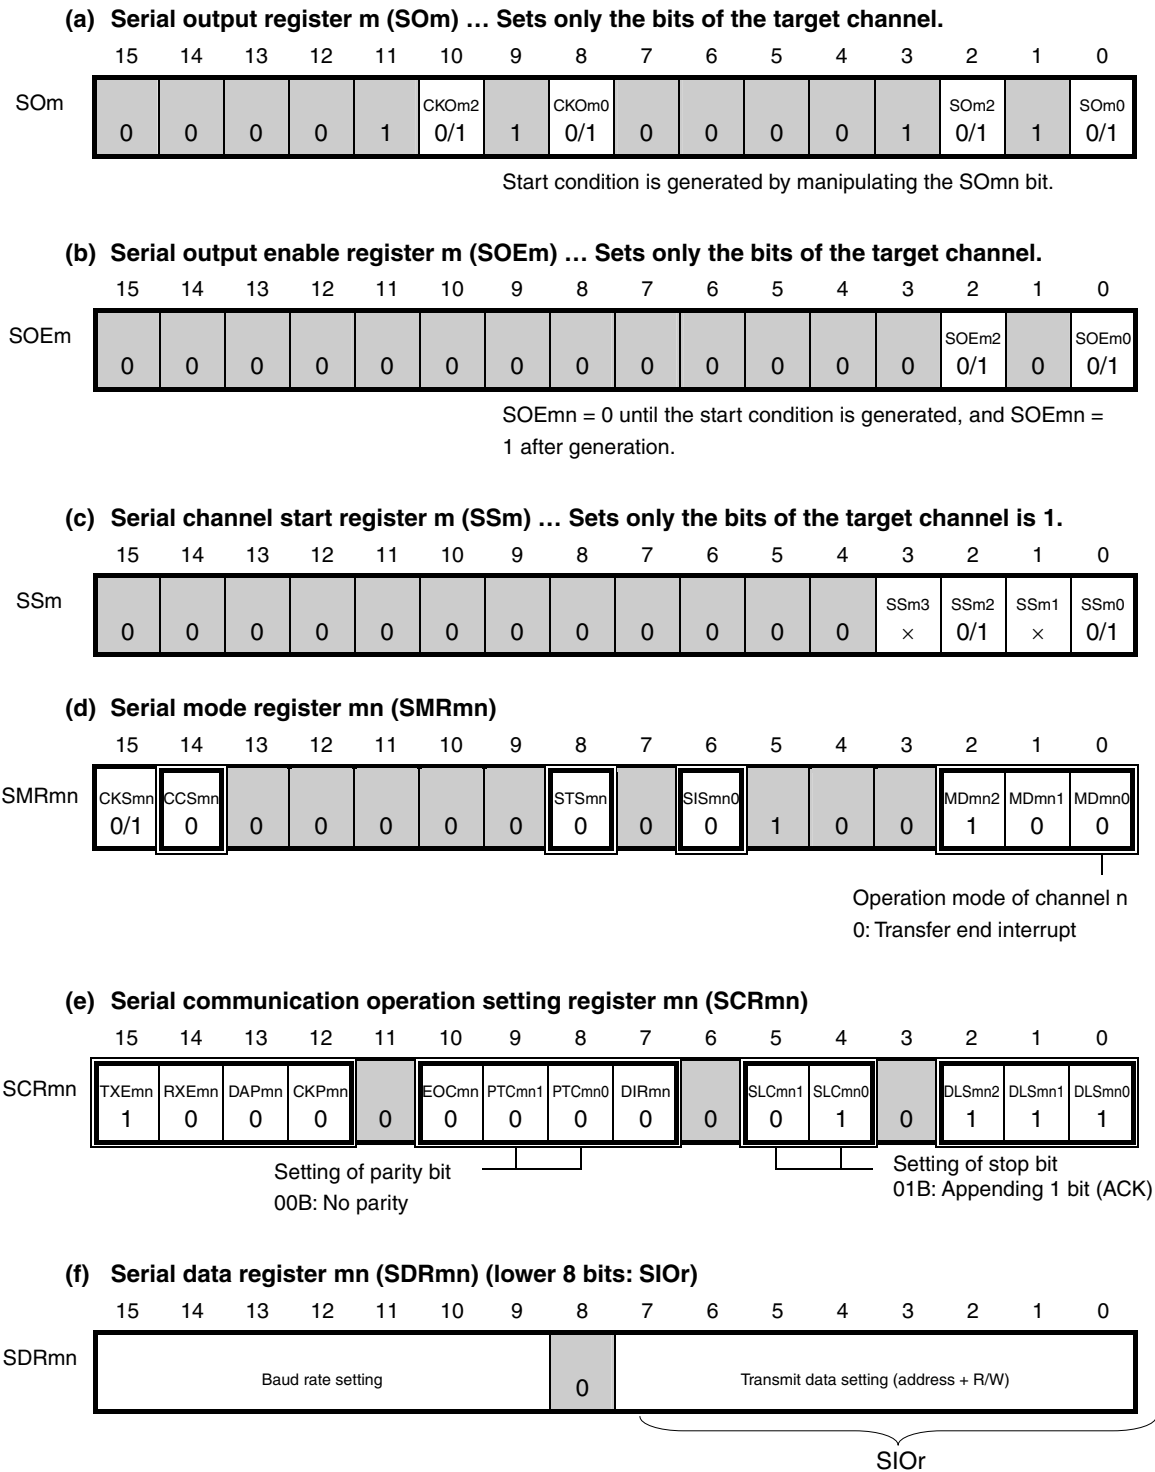 (a) Serial output register m (SOm) … Sets only the bits of the target channel.
15 14 13 12 11 10 9 8 7 6 5 4 3 2 1 0
SOm
CKOm2 CKOm0 SOm2 SOm0
0 0 0 0 1 0/1 1 0/1 0 0 0 0 1 0/1 1 0/1
Start condition is generated by manipulating the SOmn bit.
(b) Serial output enable register m (SOEm) … Sets only the bits of the target channel.
15 14 13 12 11 10 9 8 7 6 5 4 3 2 1 0
SOEm
SOEm2 SOEm0
0 0 0 0 0 0 0 0 0 0 0 0 0 0/1 0 0/1
SOEmn = 0 until the start condition is generated, and SOEmn =
1 after generation.
(c) Serial channel start register m (SSm) … Sets only the bits of the target channel is 1.
15 14 13 12 11 10 9 8 7 6 5 4 3 2 1 0
SSm
SSm3 SSm2 SSm1 SSm0
0 0 0 0 0 0 0 0 0 0 0 0 × 0/1 × 0/1
(d) Serial mode register mn (SMRmn)
15 14 13 12 11 10 9 8 7 6 5 4 3 2 1 0
SMRmn
CKSmn CCSmn STSmn SISmn0 MDmn2 MDmn1 MDmn0
0/1 0 0 0 0 0 0 0 0 0 1 0 0 1 0 0
Operation mode of channel n
0: Transfer end interrupt
(e) Serial communication operation setting register mn (SCRmn)
15 14 13 12 11 10 9 8 7 6 5 4 3 2 1 0
SCRmn
TXEmn RXEmn DAPmn CKPmn EOCmn PTCmn1 PTCmn0 DIRmn SLCmn1 SLCmn0 DLSmn2 DLSmn1 DLSmn0
1 0 0 0 0 0 0 0 0 0 0 1 0 1 1 1
Setting of parity bit
00B: No parity
Setting of stop bit
01B: Appending 1 bit (ACK)
(f) Serial data register mn (SDRmn) (lower 8 bits: SIOr)
15 14 13 12 11 10 9 8 7 6 5 4 3 2 1 0
SDRmn
Baud rate setting 0 Transmit data setting (address + R/W)
SIOr